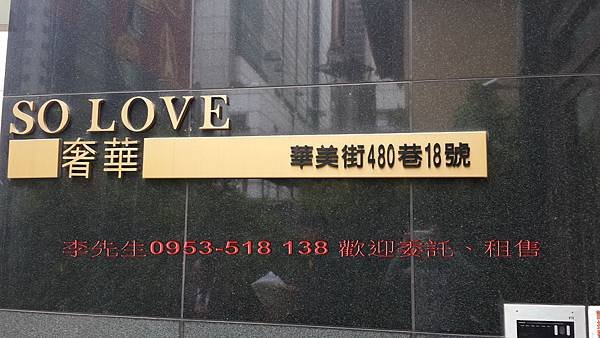 SO LOVE
奢華 華美街480巷18號
李先生0953-518 138 歡迎委託、租售